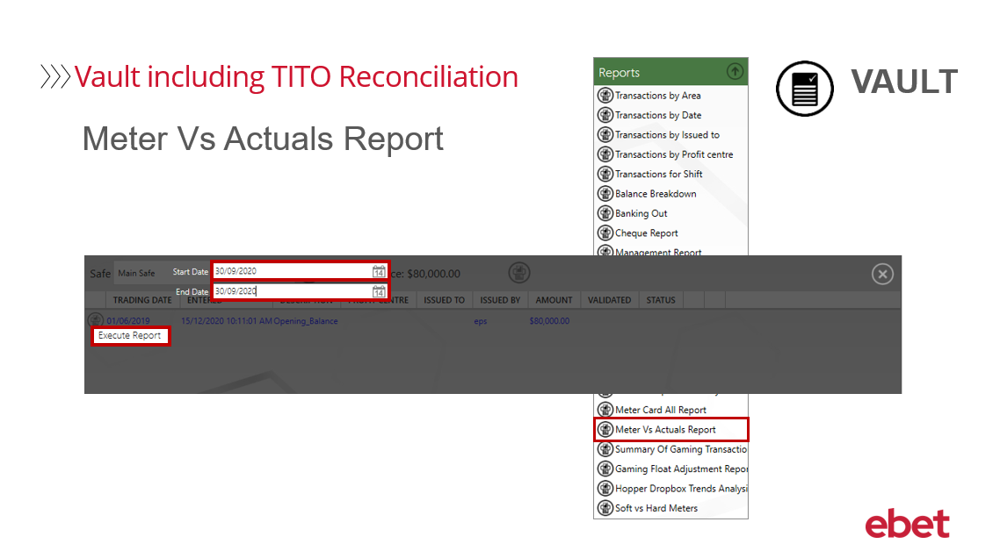 Vault including TITO Reconciliation
Meter Vs Actuals Report
VAULT
Reports
Transactions by Area
Transactions by Date
Transactions by Issued to
Transactions by Profit centre
Transactions for Shift
Balance Breakdown
Banking Out
Cheque Report
Management Report
Safe Main Safe Start Date 30/09/2020 14 ce: $80,000.00
End Date 30/09/2020 14
TRADING DATE ENTERE CENTRE ISSUED TO ISSUED BY AMOUNT VALIDATED STATUS
01/06/2019 15/12/2020 10:11:01 AM Opening_Balance eps $80,000.00
Execute Report
Meter Card All Report
Meter Vs Actuals Report
Summary Of Gaming Transactio
Gaming Float Adjustment Repor
Hopper Dropbox Trends Analysi
Soft vs Hard Meters
ebet